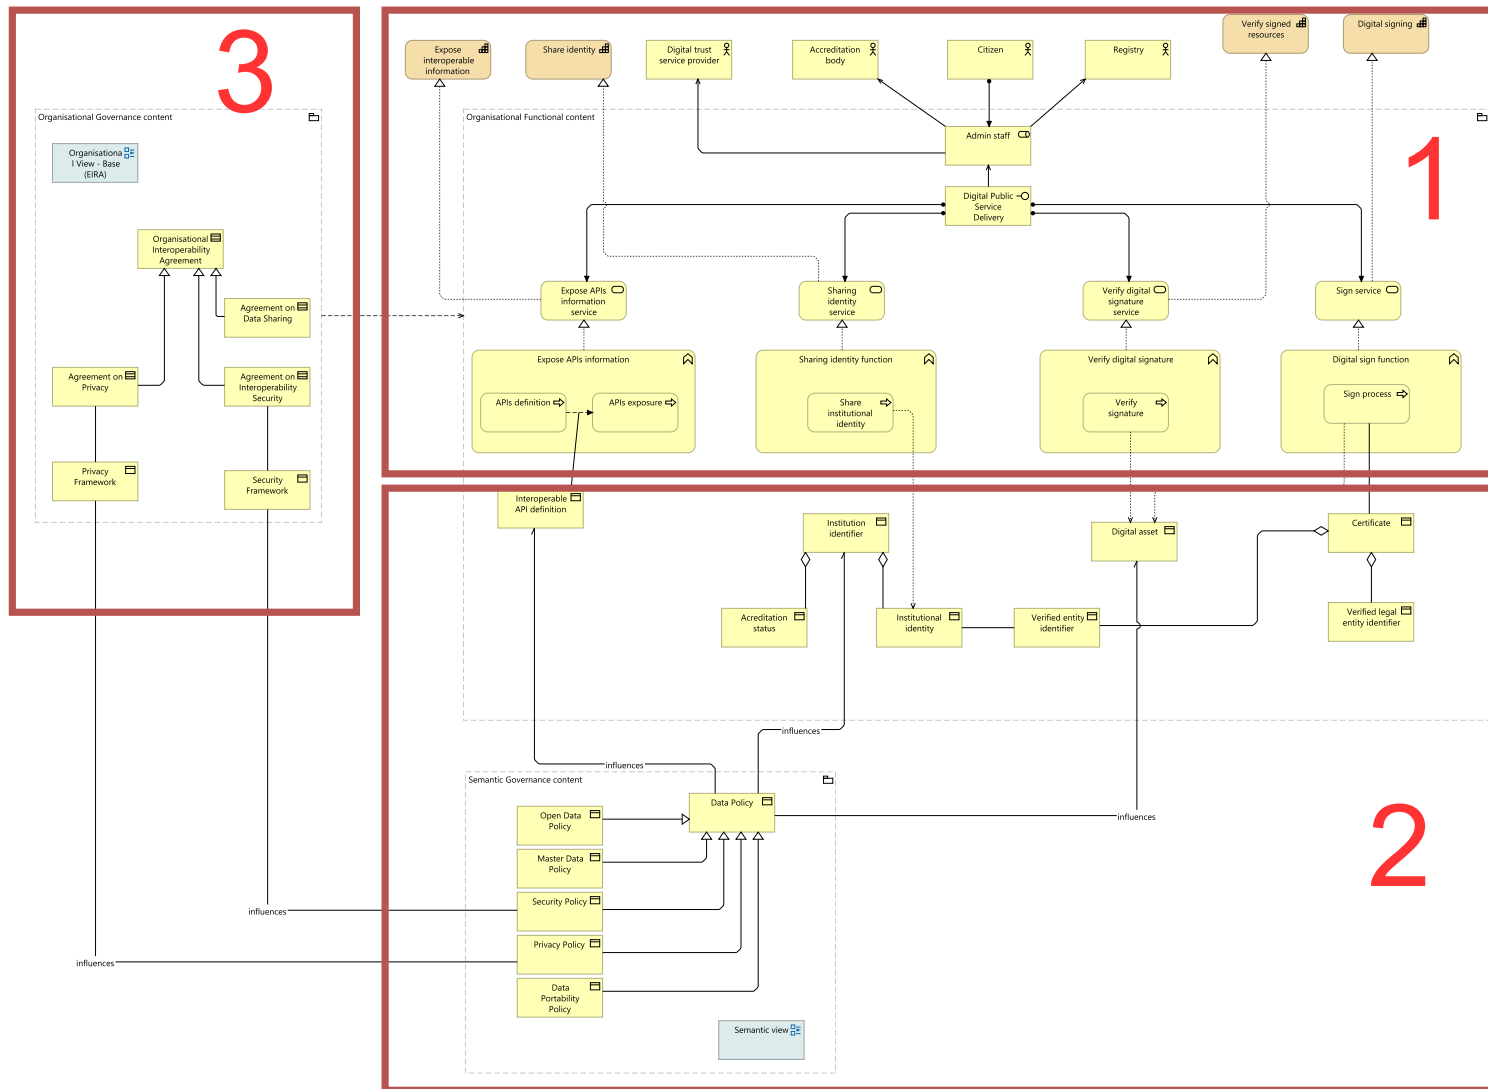 3
Organisational Governance content
Organisationa
l View - Base
(EIRA)
Organisational
Interoperability
Agreement
Agreement on
Data Sharing
Agreement on
Privacy
Agreement on
Interoperability
Security
Privacy
Framework
Security
Framework
1
Expose
interoperable
information
Share identity
Digital trust
service provider
Accreditation
body
Citizen
Registry
Verify signed
resources
Digital signing
Organisational Functional content
Admin staff
Digital Public
Service
Delivery
Expose APIs
information
service
Sharing
identity
service
Verify digital
signature
service
Sign service
Expose APIs information
APIs definition
APIs exposure
Sharing identity function
Share
institutional
identity
Verify digital signature
Verify
signature
Digital sign function
Sign process
2
Interoperable
API definition
Institution
identifier
Digital asset
Certificate
Acreditation
status
Institutional
identity
Verified entity
identifier
Verified legal
entity identifier
influences
influences
influences
Semantic Governance content
Data Policy
Open Data
Policy
Master Data
Policy
Security Policy
influences
Privacy Policy
influences
Data
Portability
Policy
Semantic view